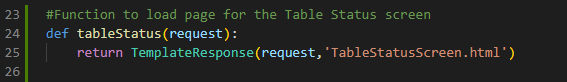 23 #Function to load page for the Table Status screen
24 def tableStatus(request):
25     return TemplateResponse(request,'TableStatusScreen.html')
26